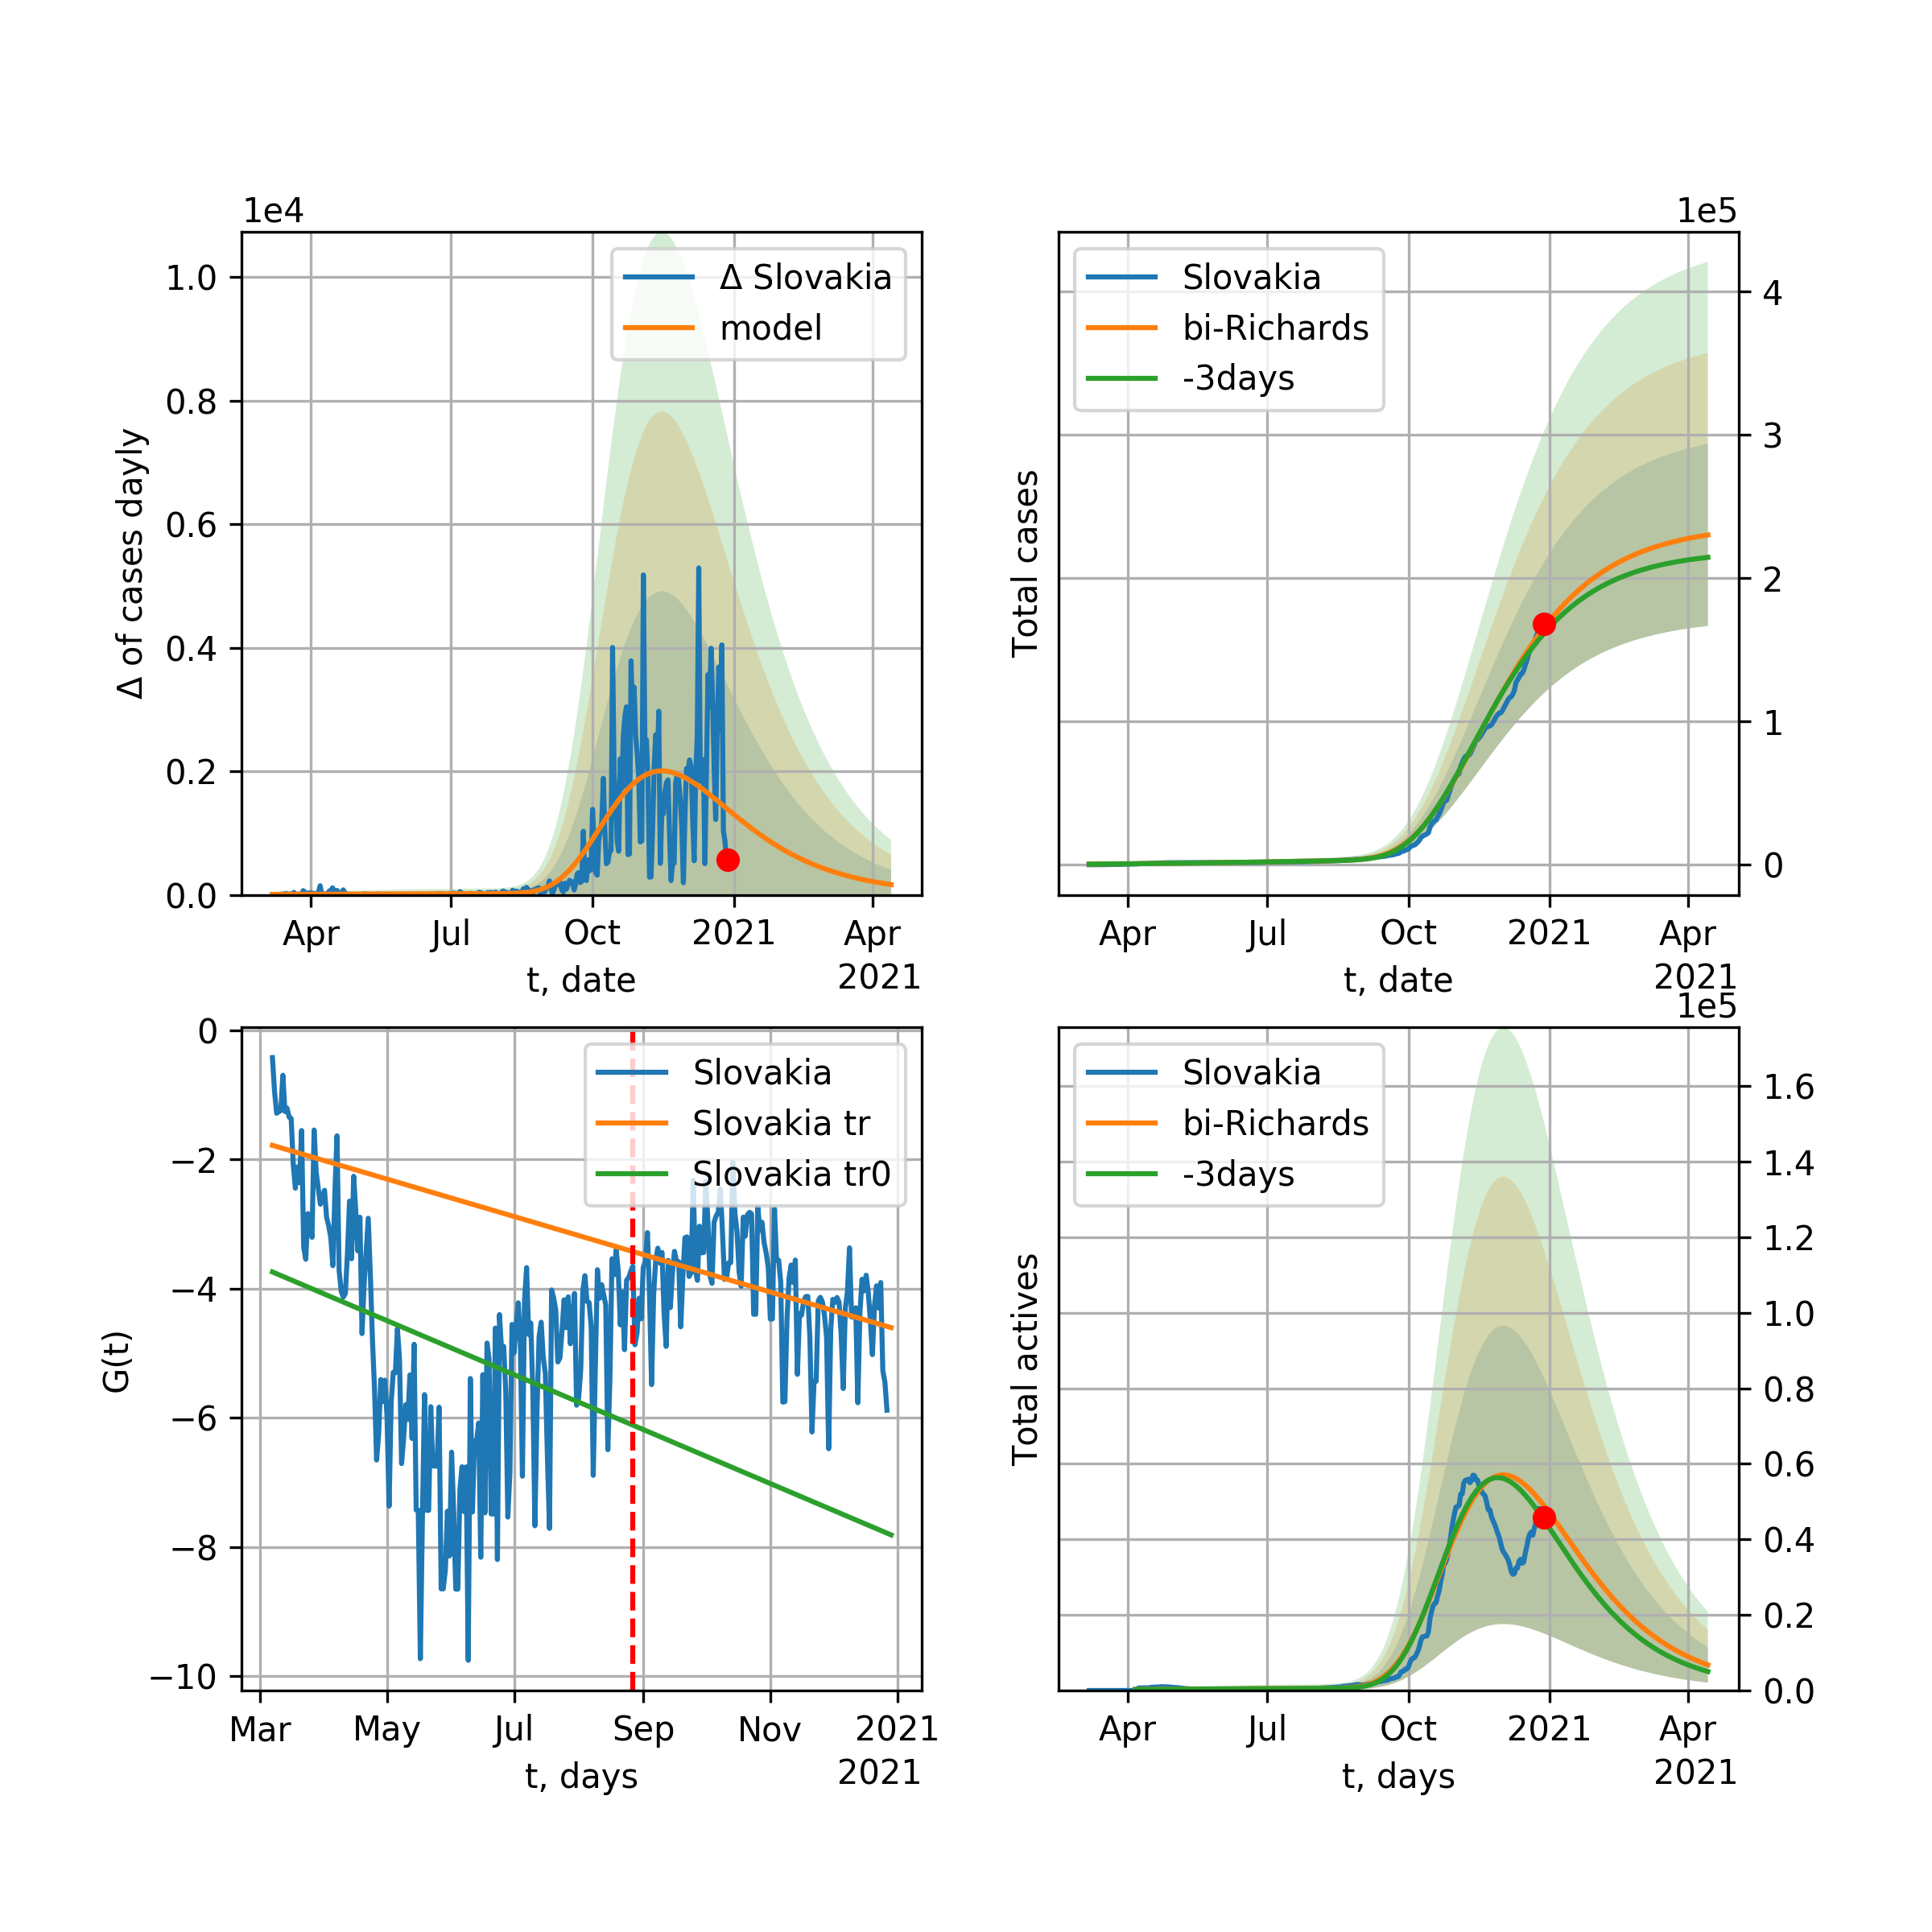 1e4
Δ of cases dayly
1.0
0.8
0.6
0.4
0.2
0.0
Δ Slovakia
model
Apr
Jul
Oct
2021
Apr
t, date
2021
1e5
Total cases
Slovakia
bi-Richards
-3days
4
3
2
1
0
Apr
Jul
Oct
2021
Apr
t, date
2021
G(t)
0
−2
−4
−6
−8
−10
Slovakia
Slovakia tr
Slovakia tr0
Mar
May
Jul
Sep
Nov
2021
t, days
2021
1e5
Total actives
Slovakia
bi-Richards
-3days
1.6
1.4
1.2
1.0
0.8
0.6
0.4
0.2
0.0
Apr
Jul
Oct
2021
Apr
t, days
2021